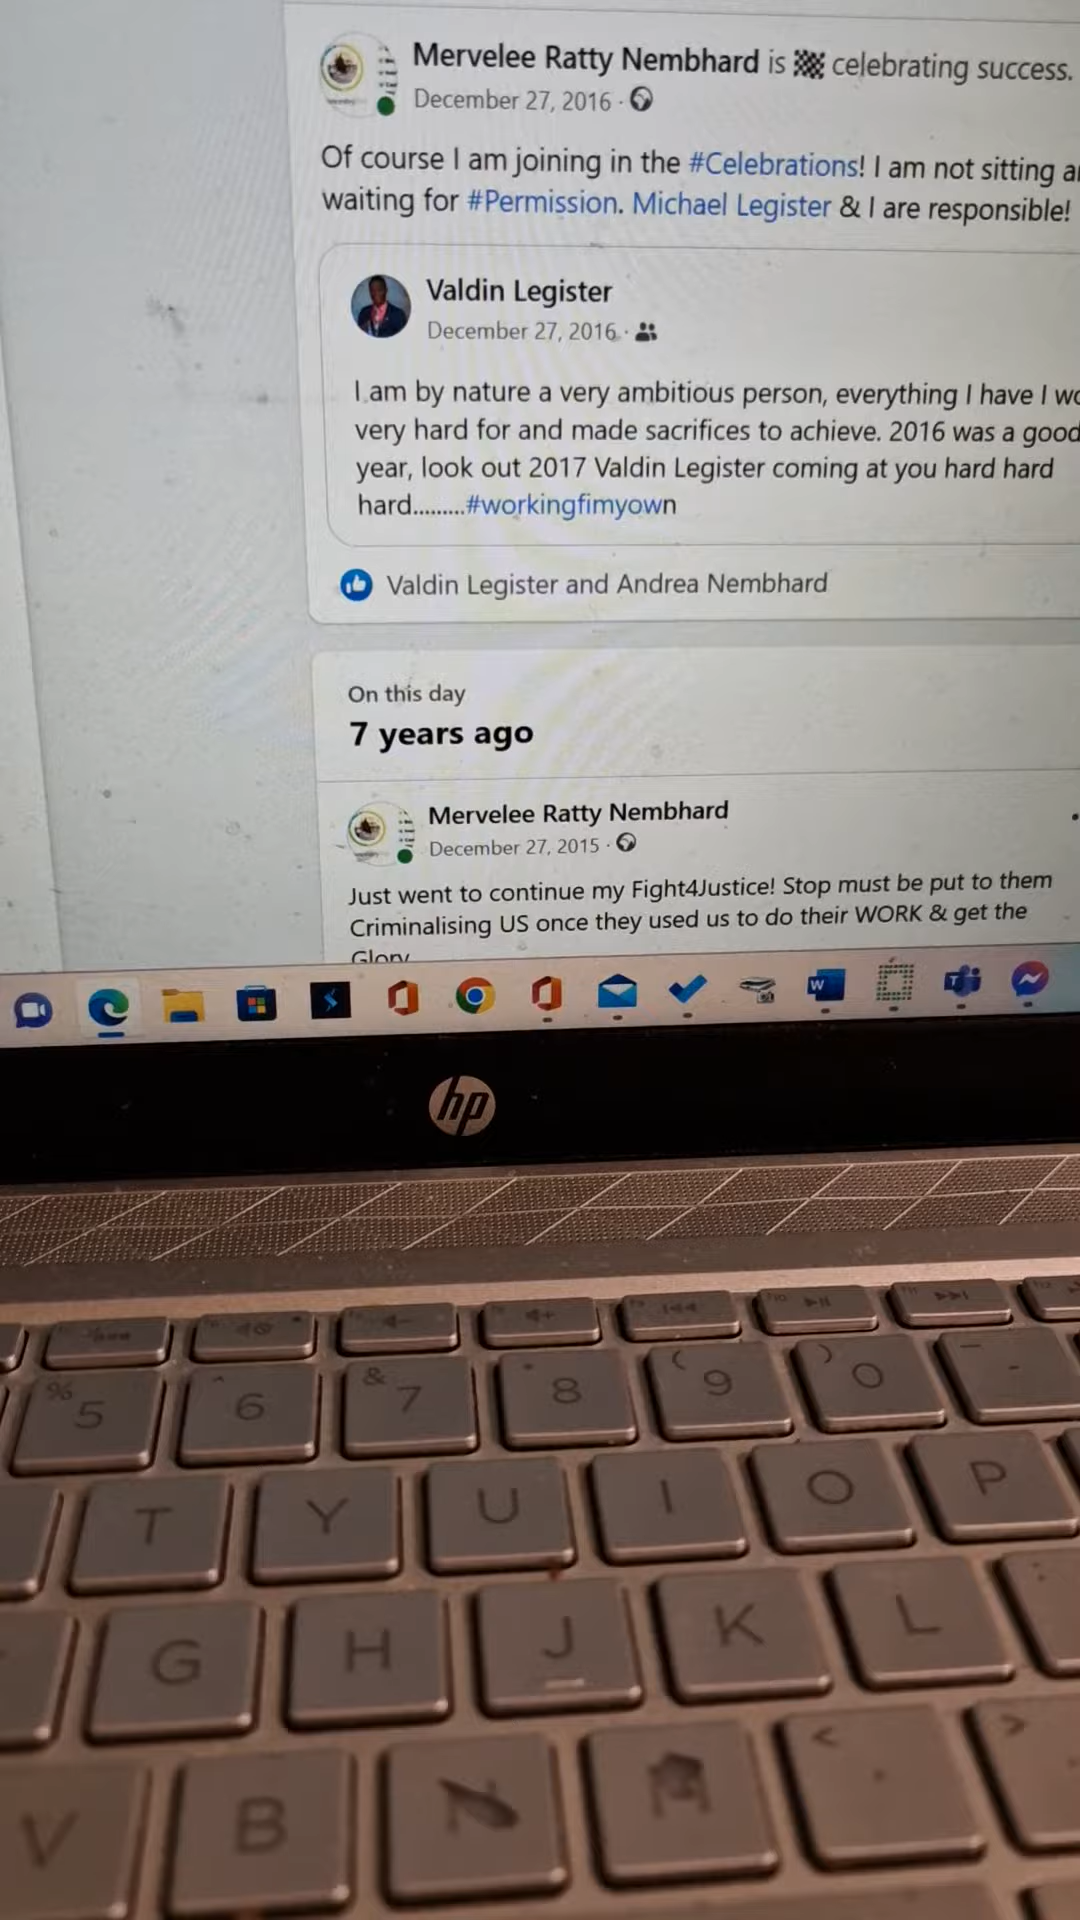 Mervelee Ratty Nembhard is celebrating success.
December 27, 2016 ·
Of course I am joining in the #Celebrations! I am not sitting
waiting for #Permission. Michael Legister & I are responsible!
Valdin Legister
December 27, 2016 ·
I am by nature a very ambitious person, everything I have I
very hard for and made sacrifices to achieve. 2016 was a good
year, look out 2017 Valdin Legister coming at you hard hard
hard.........#workingfimyown
Valdin Legister and Andrea Nembhard
On this day
7 years ago
Mervelee Ratty Nembhard
December 27, 2015 ·
Just went to continue my Fight4Justice! Stop must be put to them
Criminalising US once they used us to do their WORK & get the
Glory
W T
hp
% 5 ^ 6 & 7 * 8 ( 9 ) 0 -
T Y U I O P
G H J K L
V B N < >